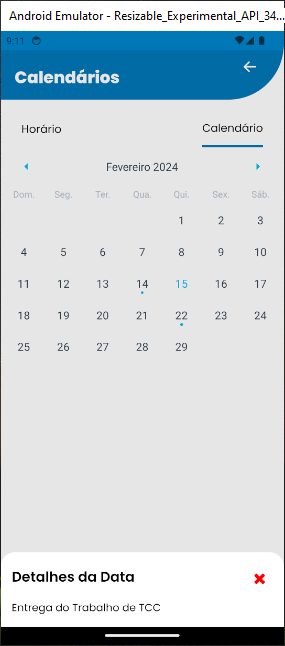 Android Emulator - Resizable_Experimental_API_34...
9:11
Calendários
Horário Calendário
Fevereiro 2024
Dom. Seg. Ter. Qua. Qui. Sex. Sáb.
1 2 3
4 5 6 7 8 9 10
11 12 13 14 15 16 17
18 19 20 21 22 23 24
25 26 27 28 29
Detalhes da Data
Entrega do Trabalho de TCC